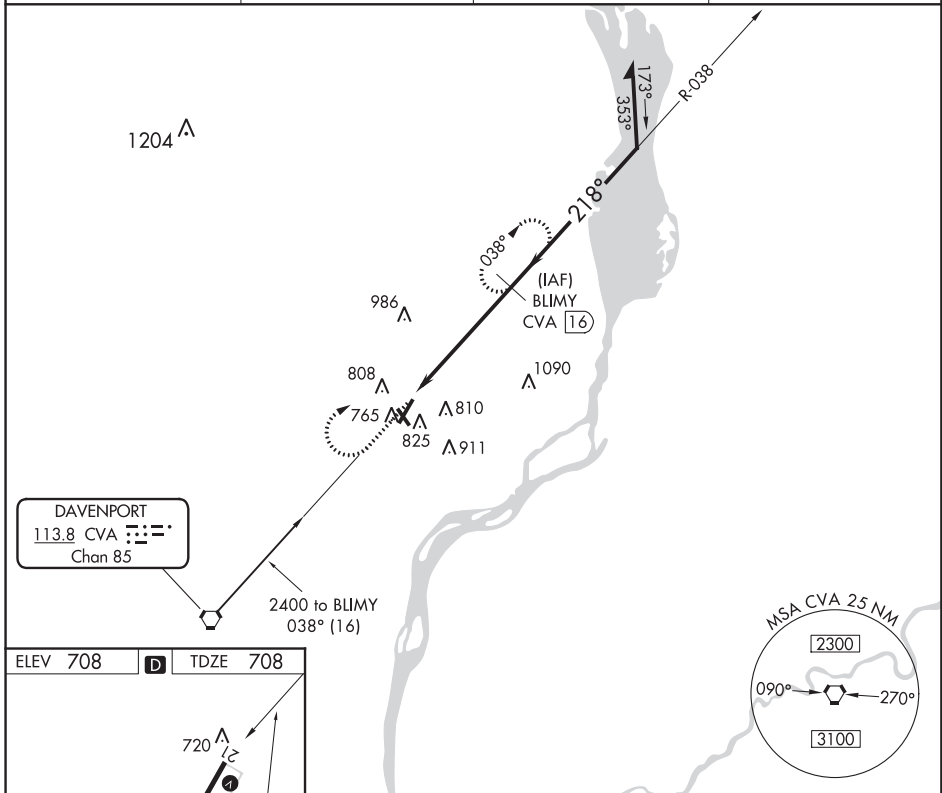 R-038
173°
353°
1204
218°
038°
(IAF)
BLIMY
CVA 16
986
808
1090
765
810
825
911
DAVENPORT
113.8 CVA
Chan 85
2400 to BLIMY
038° (16)
MSA CVA 25 NM
2300
090°
270°
3100
ELEV 708 D TDZE 708
720
21
V